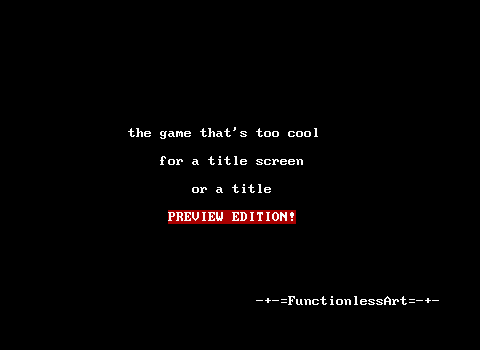 the game that's too cool
for a title screen
or a title
PREVIEW EDITION!
-+-=FunctionlessArt=-+-